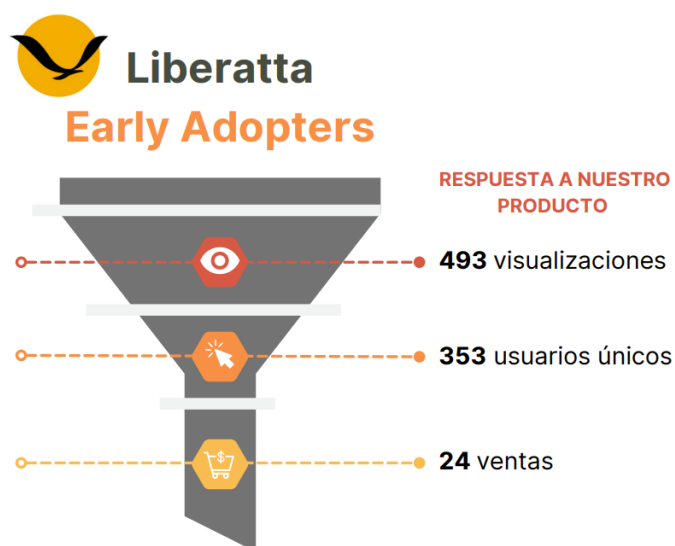 Liberatta
Early Adopters
RESPUESTA A NUESTRO
PRODUCTO
493 visualizaciones
353 usuarios únicos
$
24 ventas